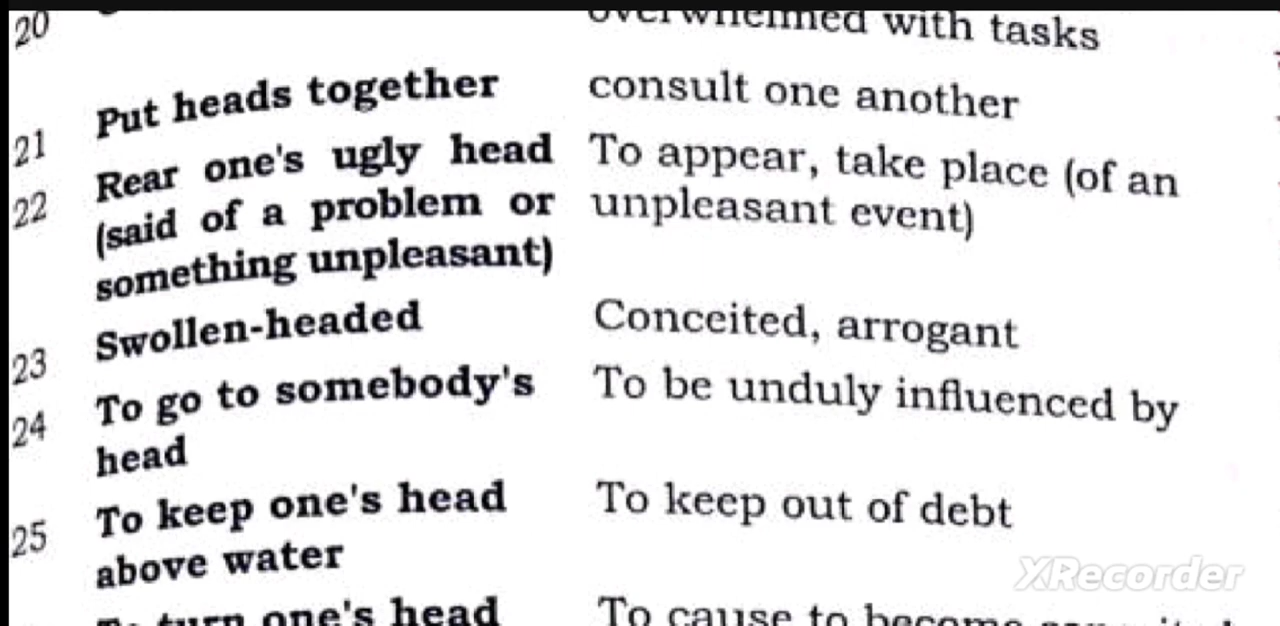 20
overwhelmed with tasks
Put heads together
consult one another
21
Rear one's ugly head
To appear, take place (of an
22
(said of a problem or
unpleasant event)
something unpleasant)
Swollen-headed
Conceited, arrogant
23
To go to somebody's
To be unduly influenced by
24
head
To keep one's head
To keep out of debt
25
above water
XRecorder
turn one's head
To cause to become